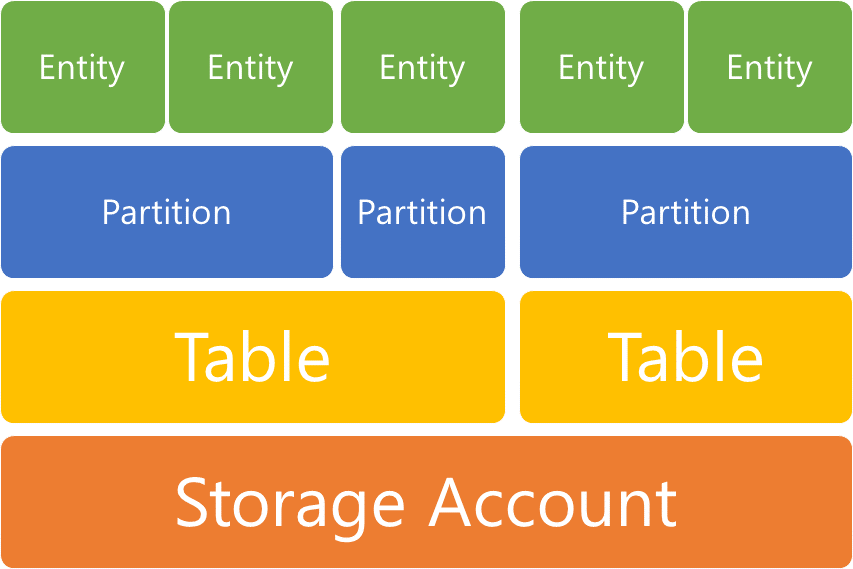 Entity
Entity
Entity
Entity
Entity
Partition
Partition
Partition
Table
Table
Storage Account